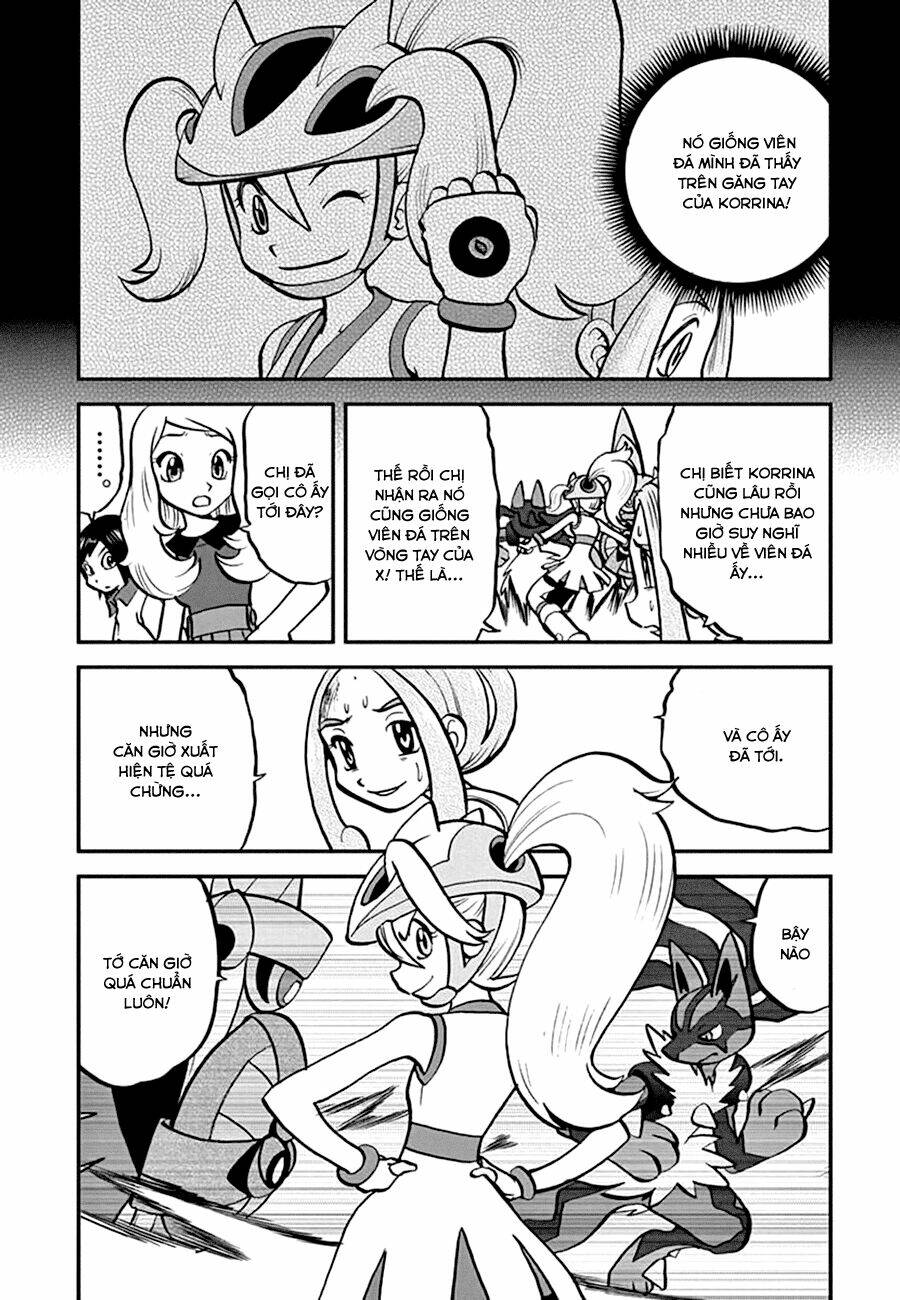 NÓ GIỐNG VIÊN
ĐÁ MÌNH ĐÃ THẤY
TRÊN GĂNG TAY
CỦA KORRINA!
CHỊ BIẾT KORRINA
CŨNG LÂU RỒI
NHƯNG CHƯA BAO
GIỜ SUY NGHĨ
NHIỀU VỀ VIÊN ĐÁ
ẤY...
THẾ RỒI CHỊ
NHẬN RA NÓ
CŨNG GIỐNG
VIÊN ĐÁ TRÊN
VÒNG TAY CỦA
X! THẾ LÀ...
CHỊ ĐÃ
GỌI CÔ ẤY
TỚI ĐÂY?
......。
VÀ CÔ ẤY
ĐÃ TỚI.
NHƯNG
CĂN GIỜ XUẤT
HIỆN TỆ QUÁ
CHỪNG...
BẬY
NÀO
TỚ CĂN GIỜ
QUÁ CHUẨN
LUÔN!